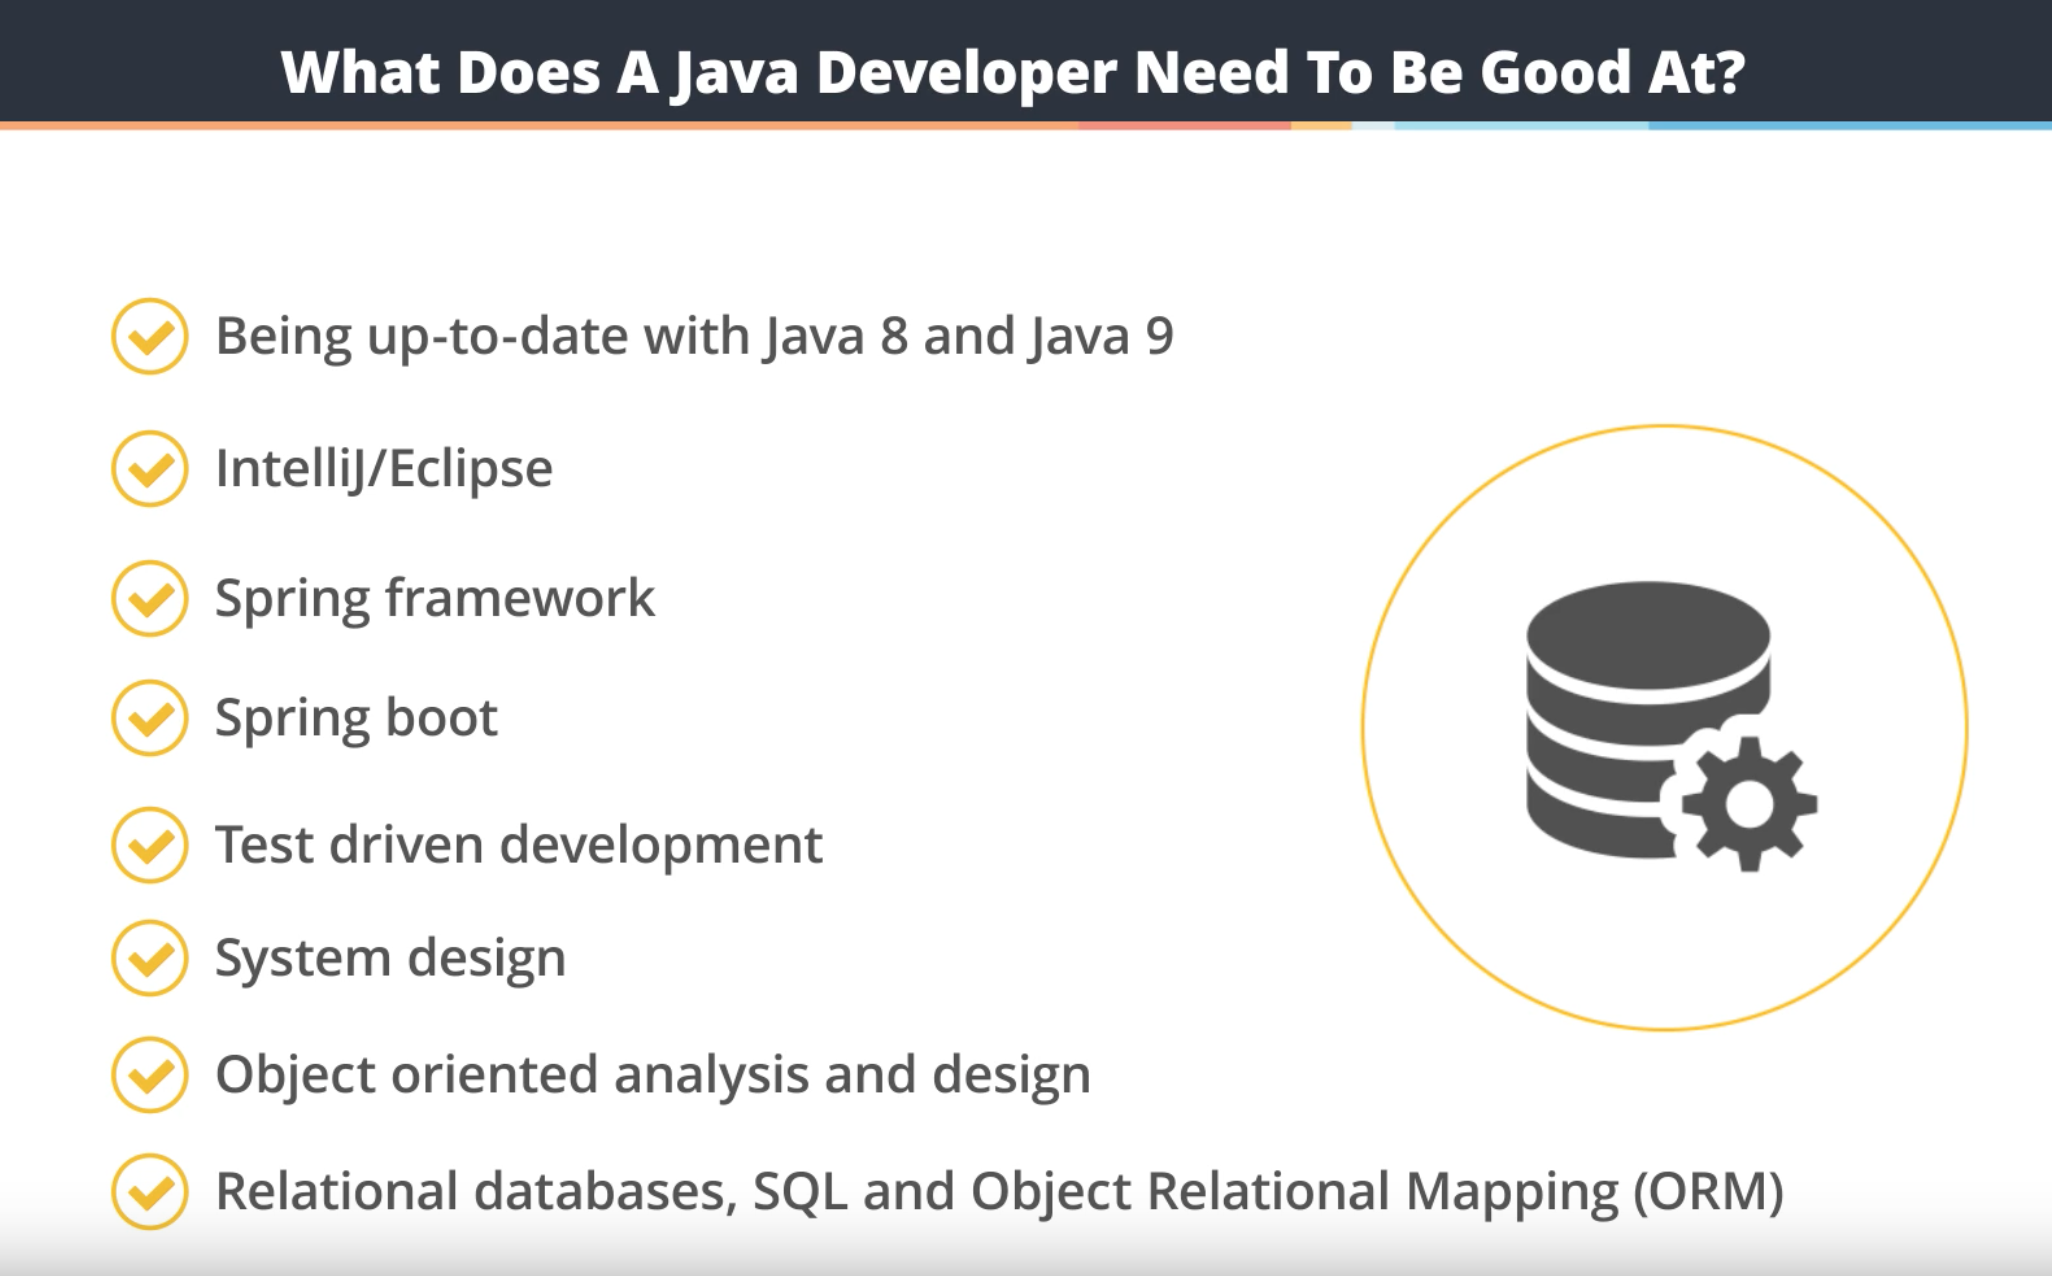 What Does A Java Developer Need To Be Good At?
Being up-to-date with Java 8 and Java 9
IntelliJ/Eclipse
Spring framework
Spring boot
Test driven development
System design
Object oriented analysis and design
Relational databases, SQL and Object Relational Mapping (ORM)